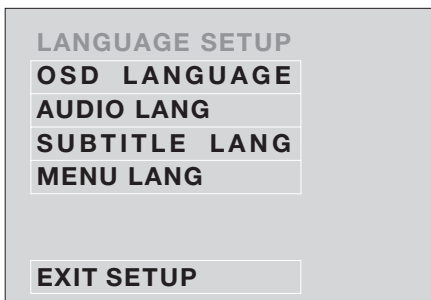 LANGUAGE SETUP
OSD LANGUAGE
AUDIO LANG
SUBTITLE LANG
MENU LANG
EXIT SETUP